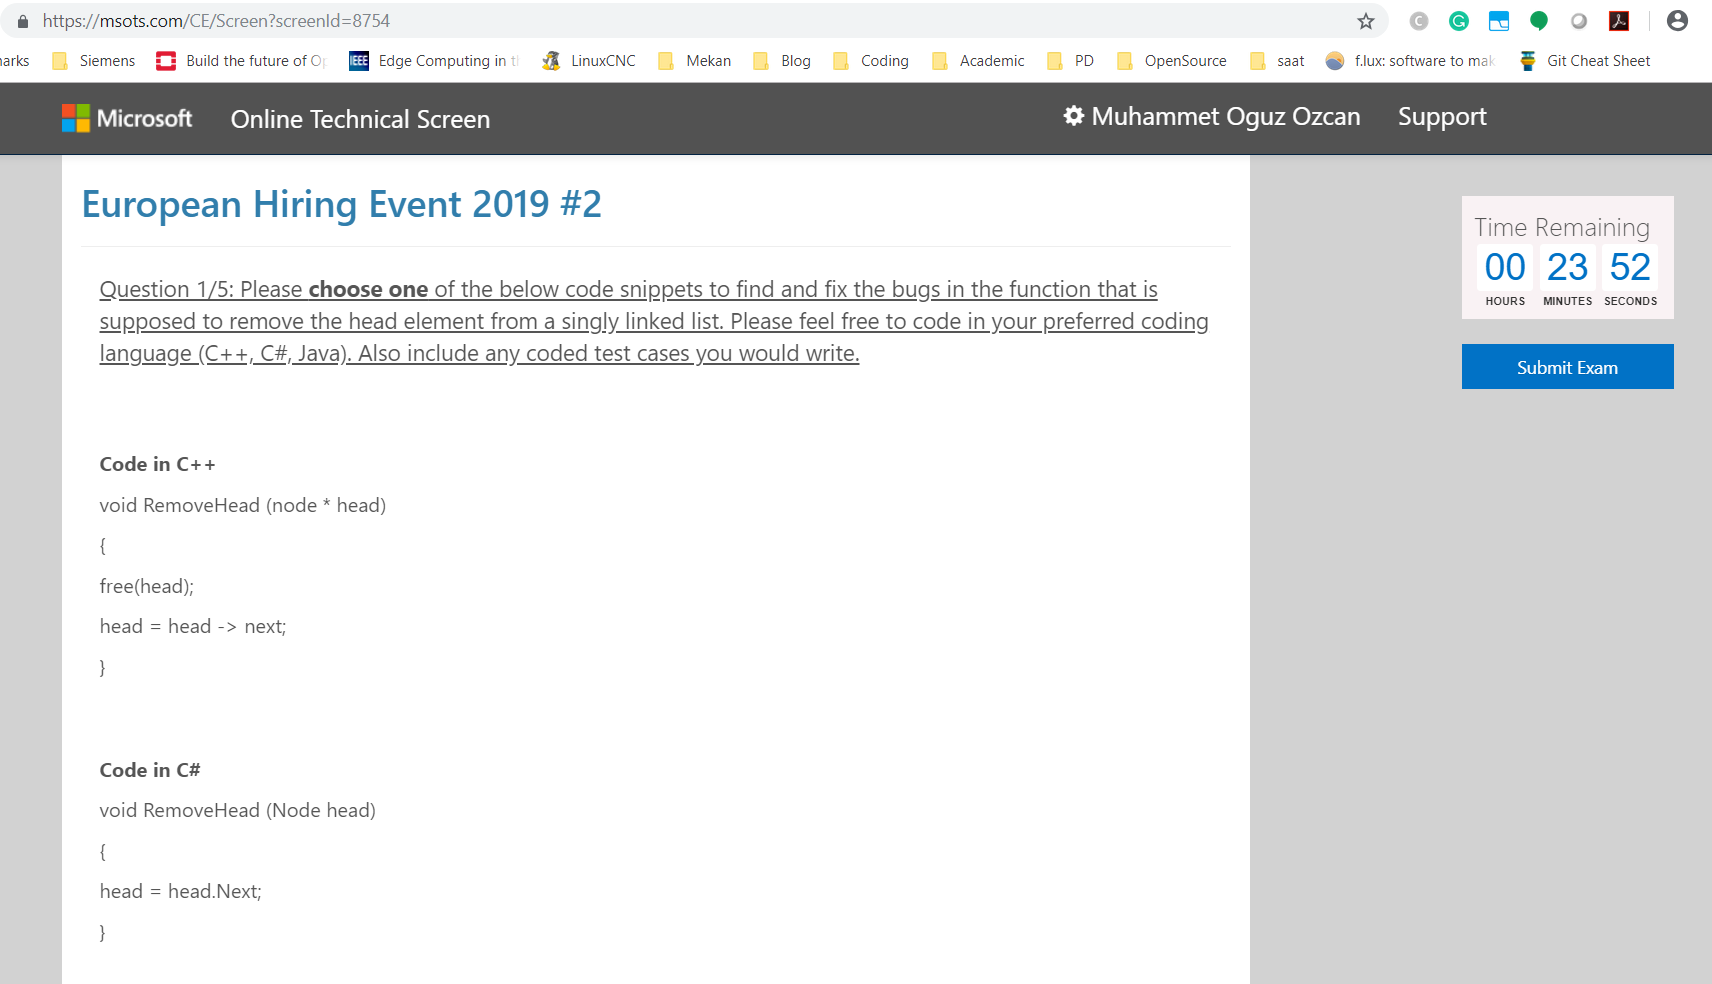 https://msots.com/CE/Screen?screenId=8754
arks Siemens Build the future of Op IEEE Edge Computing in t LinuxCNC Mekan Blog Coding Academic PD OpenSource saat f.lux: software to mak Git Cheat Sheet
Microsoft Online Technical Screen Muhammet Oguz Ozcan Support
European Hiring Event 2019 #2
Time Remaining
00 23 52
HOURS MINUTES SECONDS
Submit Exam
Question 1/5: Please choose one of the below code snippets to find and fix the bugs in the function that is
supposed to remove the head element from a singly linked list. Please feel free to code in your preferred coding
language (C++, C#, Java). Also include any coded test cases you would write.
Code in C++
void RemoveHead (node * head)
{
free(head);
head = head -> next;
}
Code in C#
void RemoveHead (Node head)
{
head = head.Next;
}